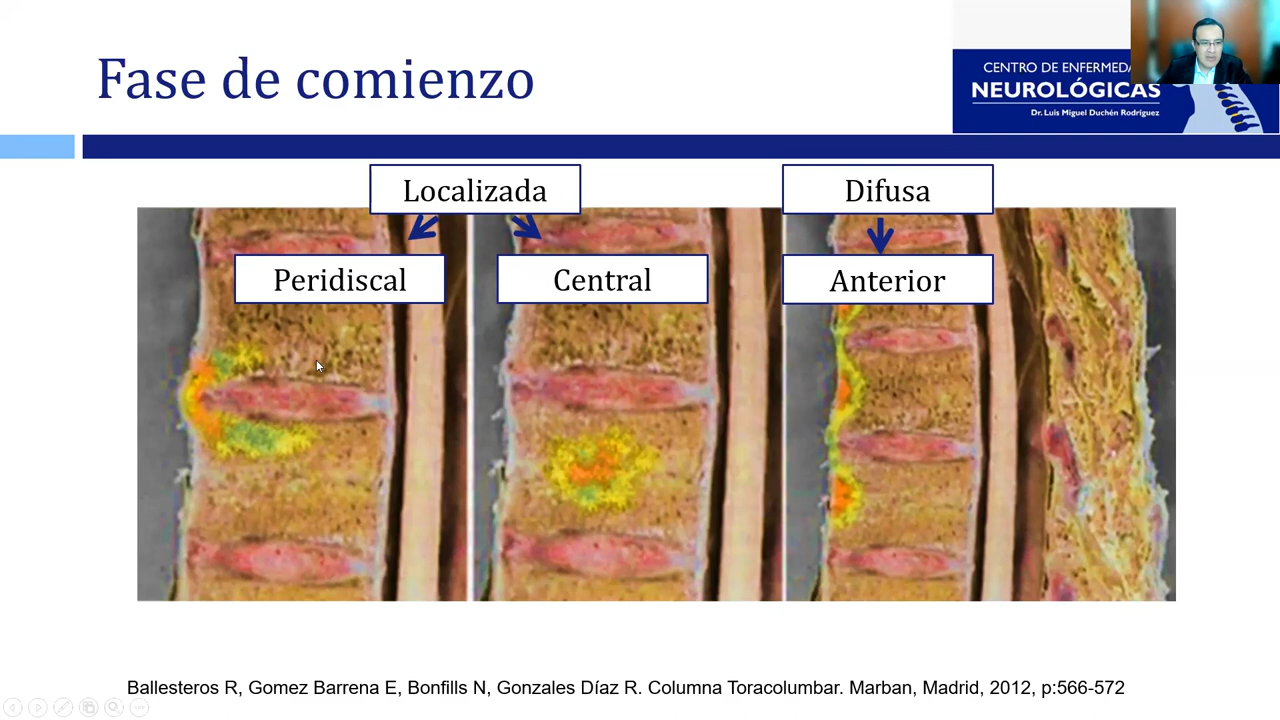 Fase de comienzo
CENTRO DE ENFERMEDA
NEUROLÓGICAS
Dr. Luis Miguel Duchén Rodríguez
Localizada
Difusa
Peridiscal
Central
Anterior
Ballesteros R, Gomez Barrena E, Bonfills N, Gonzales Díaz R. Columna Toracolumbar. Marban, Madrid, 2012, p:566-572